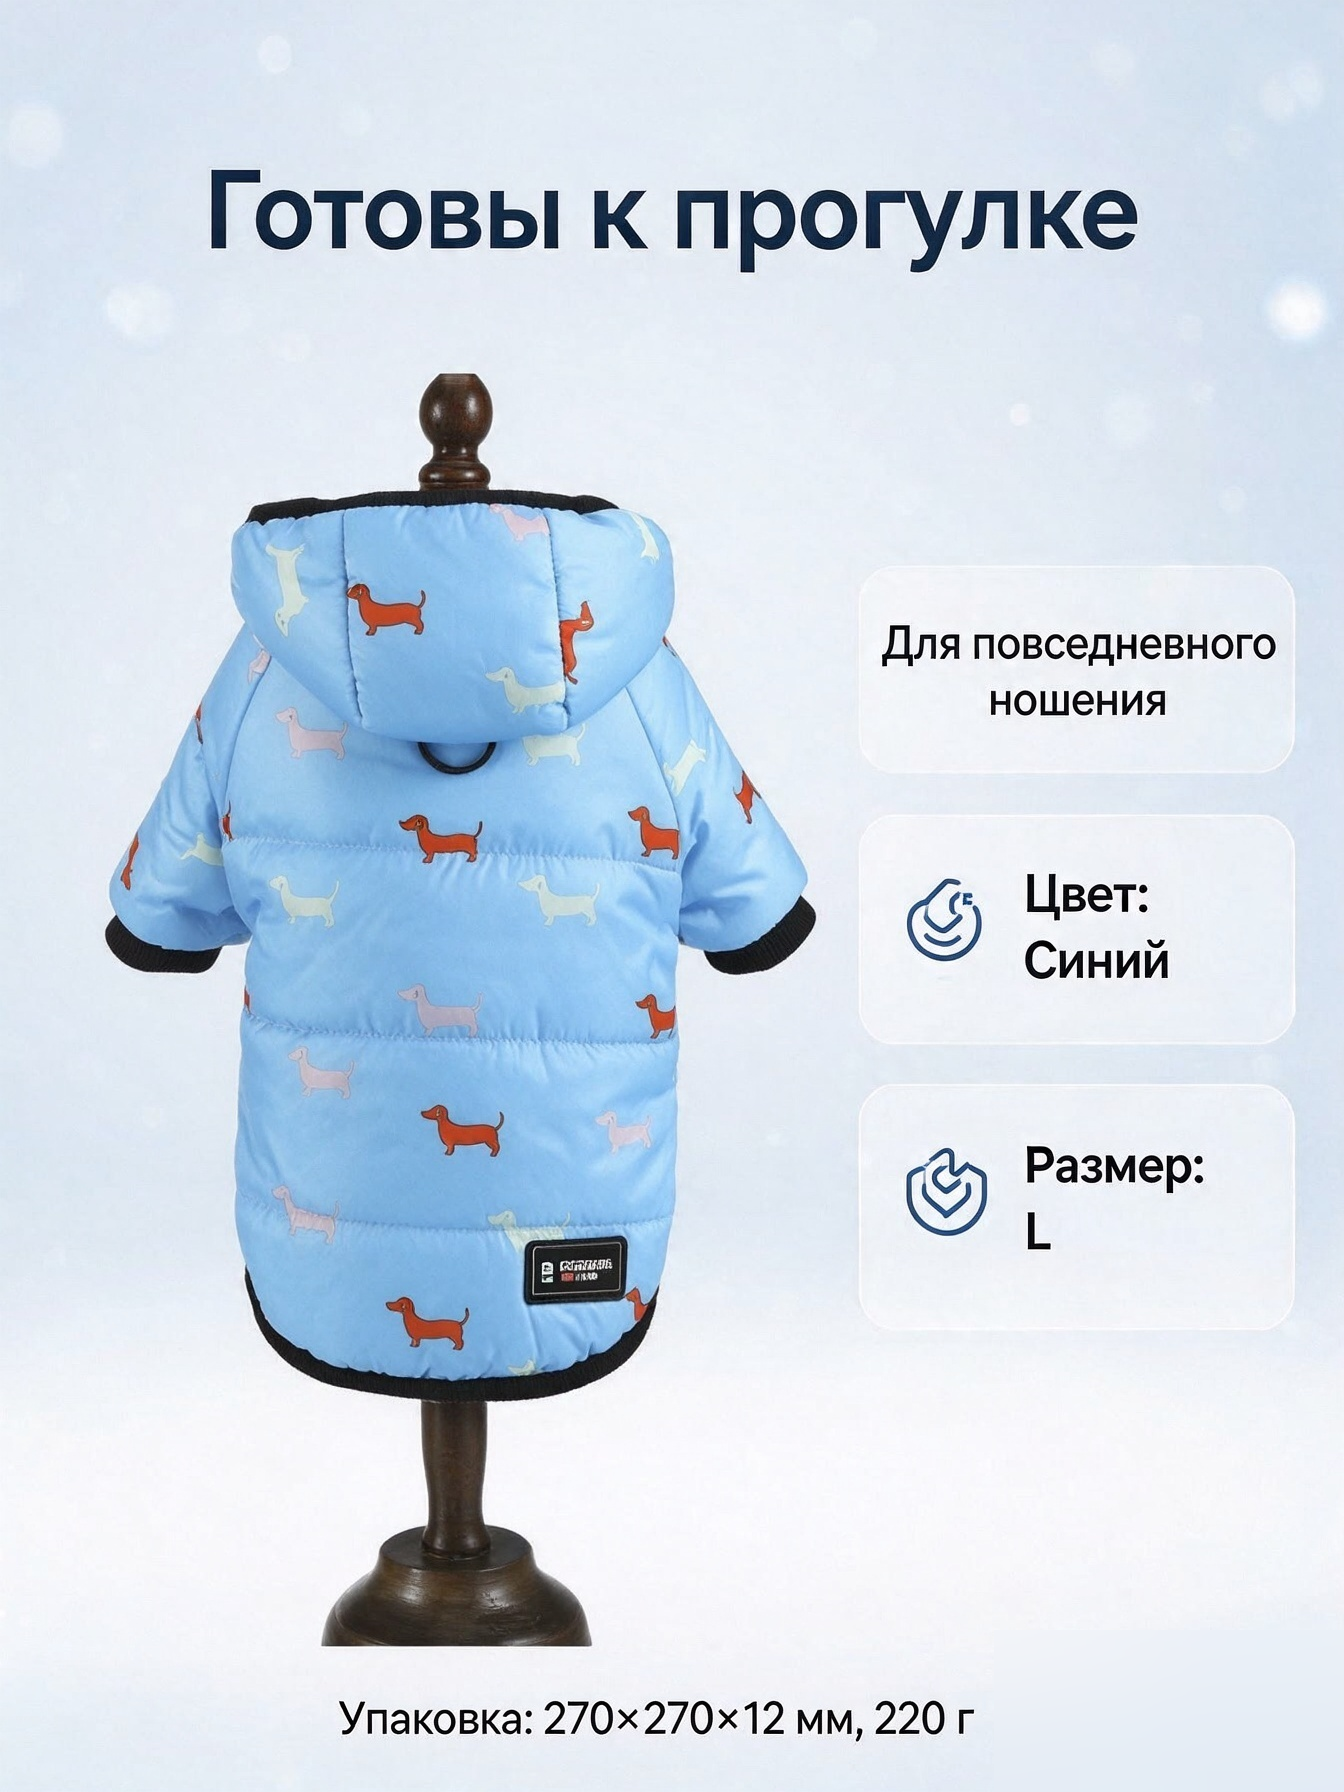 Готовы к прогулке
Для повседневного
ношения
Цвет:
Синий
Размер:
L
Упаковка: 270×270×12 мм, 220 г